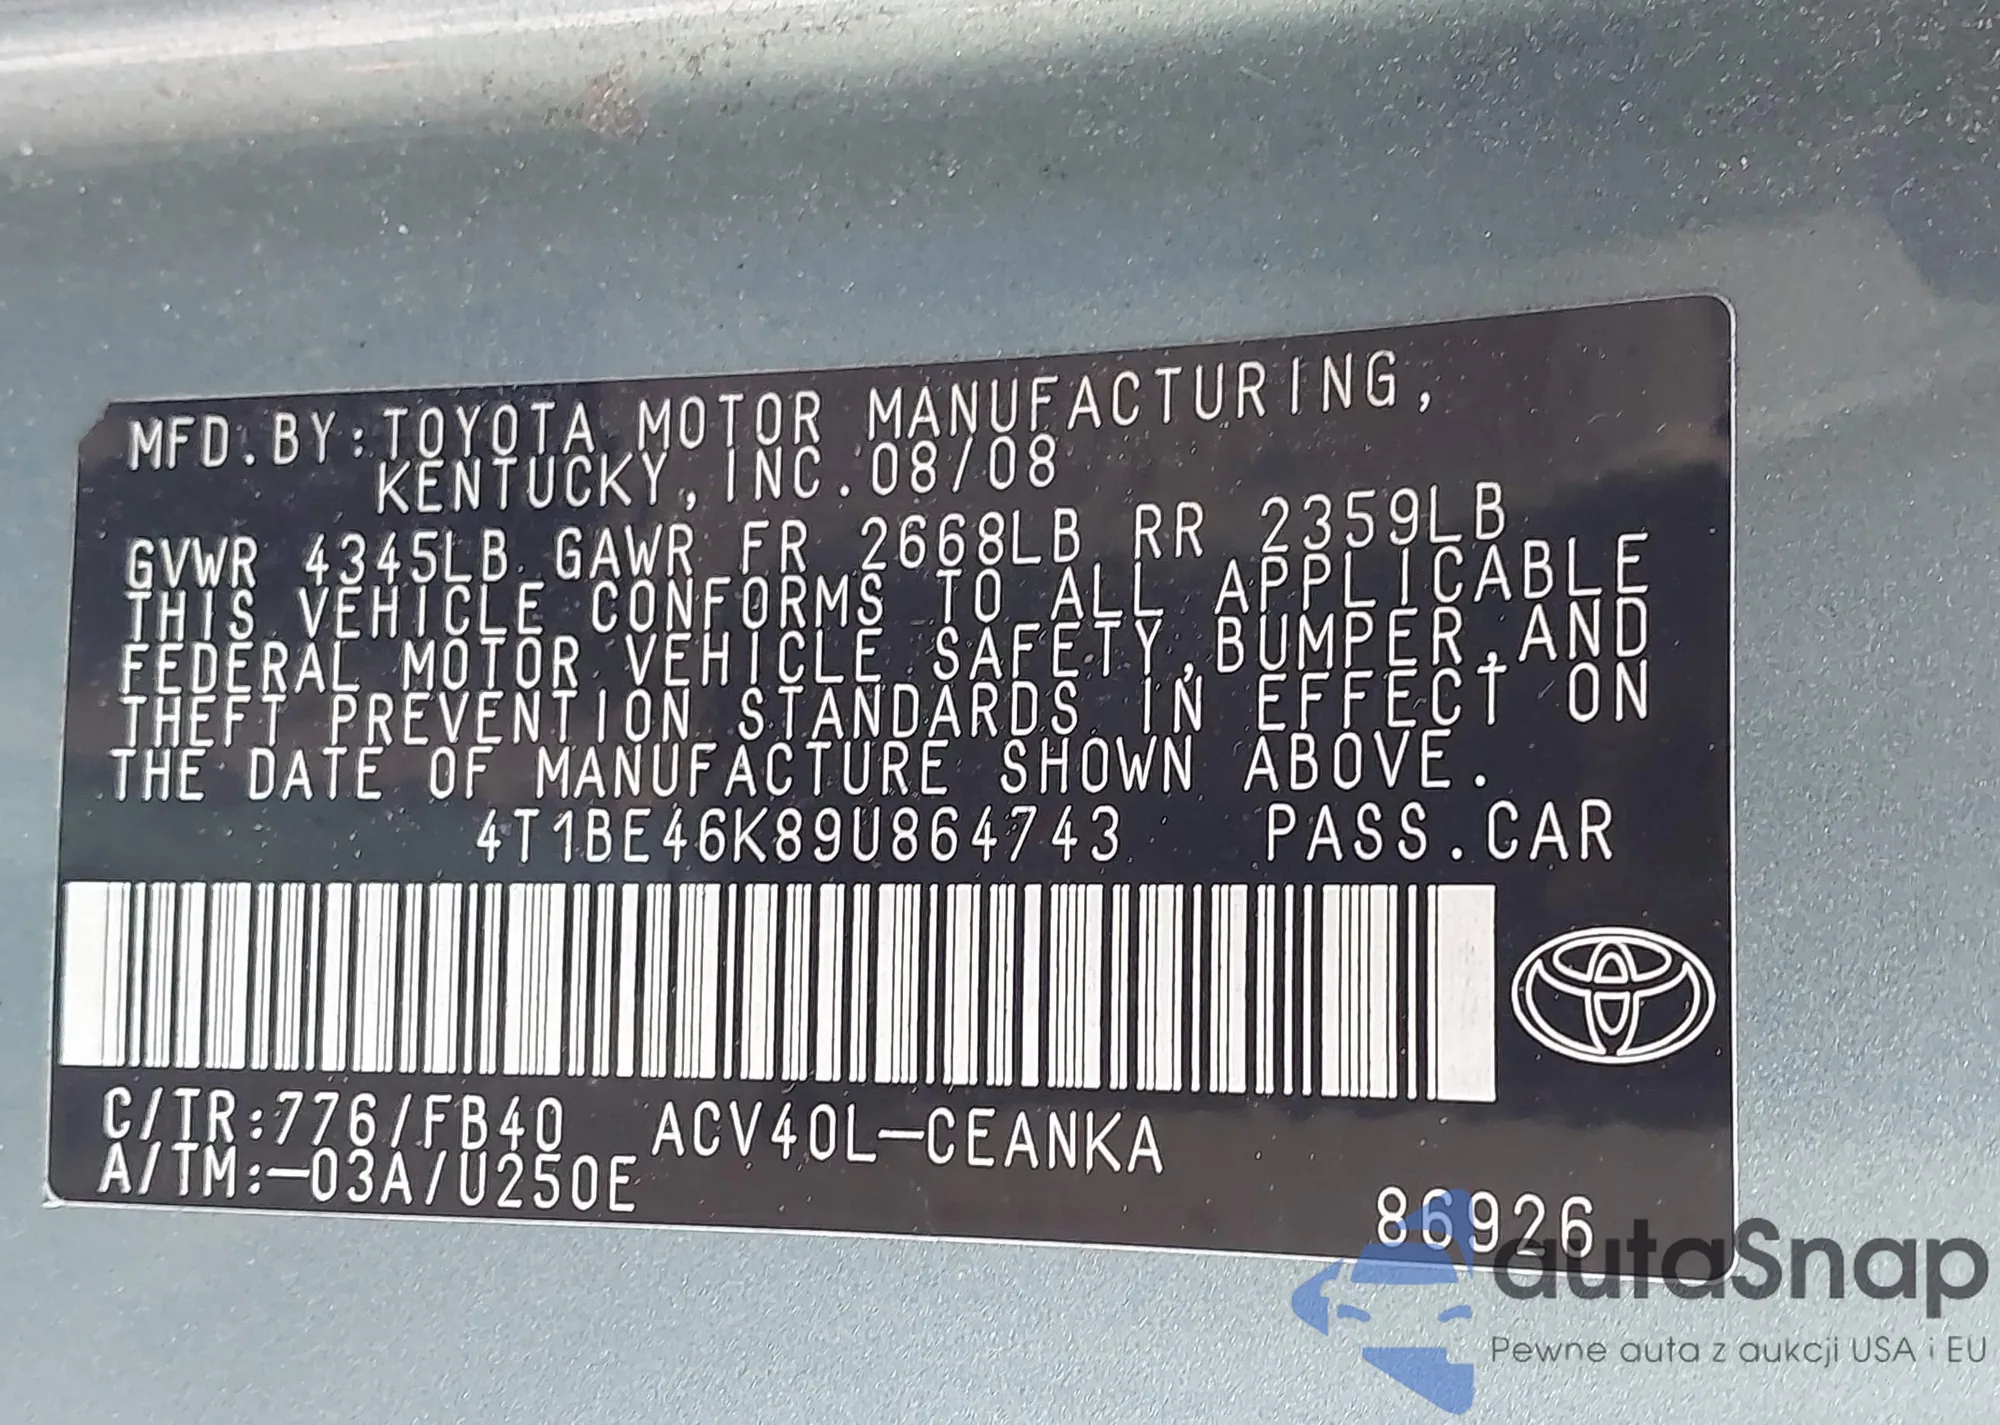 MFD. BY: TOYOTA MOTOR MANUFACTURING,
KENTUCKY, INC. 08/08
GVWR 4345LB GAWR FR 2668LB RR 2359LB
THIS VEHICLE CONFORMS TO ALL APPLICABLE
FEDERAL MOTOR VEHICLE SAFETY, BUMPER, AND
THEFT PREVENTION STANDARDS IN EFFECT ON
THE DATE OF MANUFACTURE SHOWN ABOVE.
4T1BE46K89U864743 PASS. CAR
C/TR:776/FB40 ACV40L-CEANKA
A/TM:-03A/U250E
86926
autaSnap
Pewne auta z aukcji USA i EU